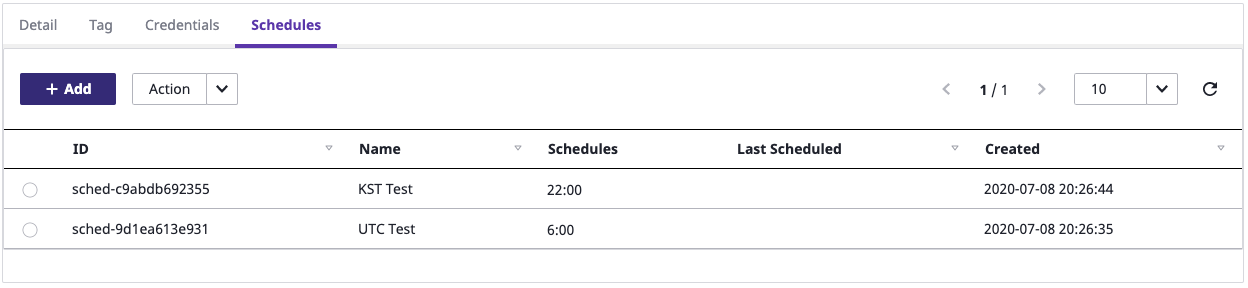 Detail Tag Credentials Schedules
+ Add Action 1 / 1 10
ID Name Schedules Last Scheduled Created
sched-c9abdb692355 KST Test 22:00 2020-07-08 20:26:44
sched-9d1ea613e931 UTC Test 6:00 2020-07-08 20:26:35